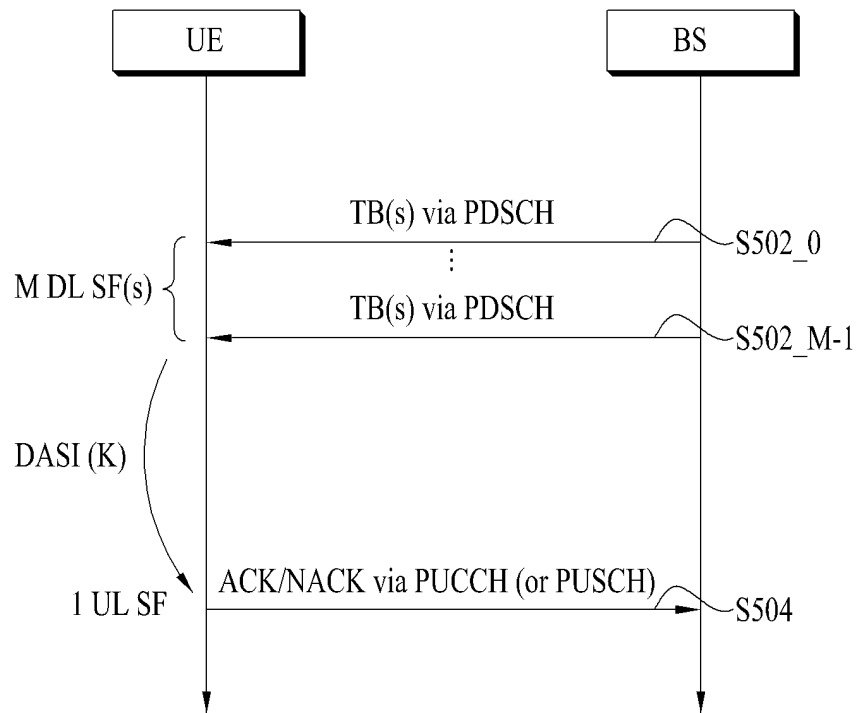 UE
BS
TB(s) via PDSCH
S502_0
⋮
M DL SF(s)
TB(s) via PDSCH
S502_M-1
DASI (K)
ACK/NACK via PUCCH (or PUSCH)
1 UL SF
S504